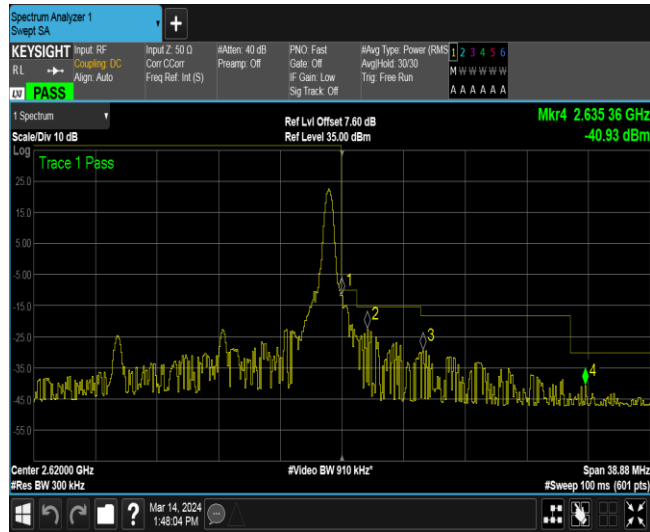 Spectrum Analyzer 1
Swept SA
KEYSIGHT
Input: RF
Coupling: DC
Align: Auto
Input Z: 50 Ω
Corr CCorr
Freq Ref: Int (S)
#Atten: 40 dB
Preamp: Off
PNO: Fast
Gate: Off
IF Gain: Low
Sig Track: Off
#Avg Type: Power (RMS
Avg|Hold: 30/30
Trig: Free Run
1 2 3 4 5 6
M W W W W W
A A A A A A
R L
LXI PASS
1 Spectrum
Scale/Div 10 dB
Ref Lvl Offset 7.60 dB
Ref Level 35.00 dBm
Mkr4 2.635 36 GHz
-40.93 dBm
Log
Trace 1 Pass
25.0
15.0
5.00
-5.00
-15.0
-25.0
-35.0
-45.0
-55.0
1
2
3
4
Center 2.62000 GHz
#Res BW 300 kHz
#Video BW 910 kHz*
Span 38.88 MHz
#Sweep 100 ms (601 pts)
?
Mar 14, 2024
1:48:04 PM